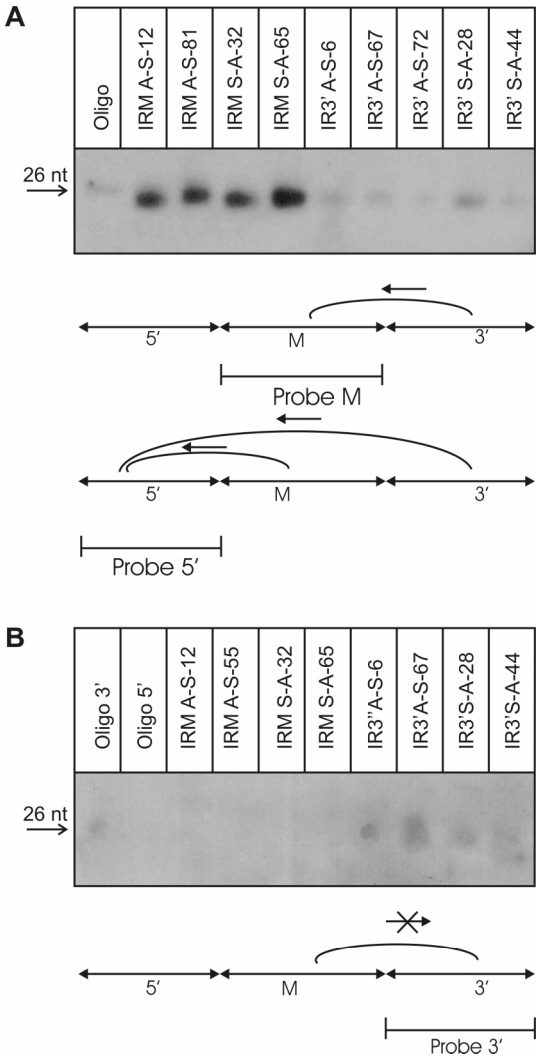 A
Oligo
IRM A-S-12
IRM A-S-81
IRM S-A-32
IRM S-A-65
IR3' A-S-6
IR3' A-S-67
IR3' A-S-72
IR3' S-A-28
IR3' S-A-44
26 nt
5' M 3'
Probe M
5' M 3'
Probe 5'
B
Oligo 3'
Oligo 5'
IRM A-S-12
IRM A-S-55
IRM S-A-32
IRM S-A-65
IR3'' A-S-6
IR3'A-S-67
IR3'S-A-28
IR3'S-A-44
26 nt
5' M 3'
Probe 3'